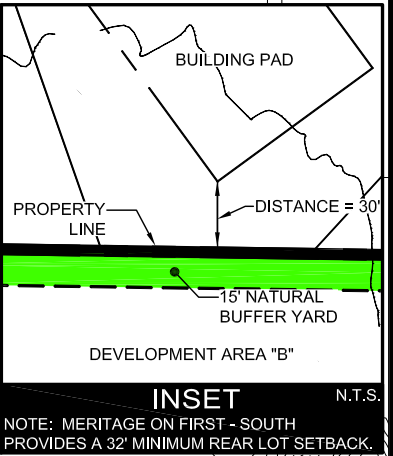 BUILDING PAD
PROPERTY
LINE
DISTANCE = 30'
15' NATURAL
BUFFER YARD
DEVELOPMENT AREA "B"
INSET
N.T.S.
NOTE: MERITAGE ON FIRST - SOUTH
PROVIDES A 32' MINIMUM REAR LOT SETBACK.